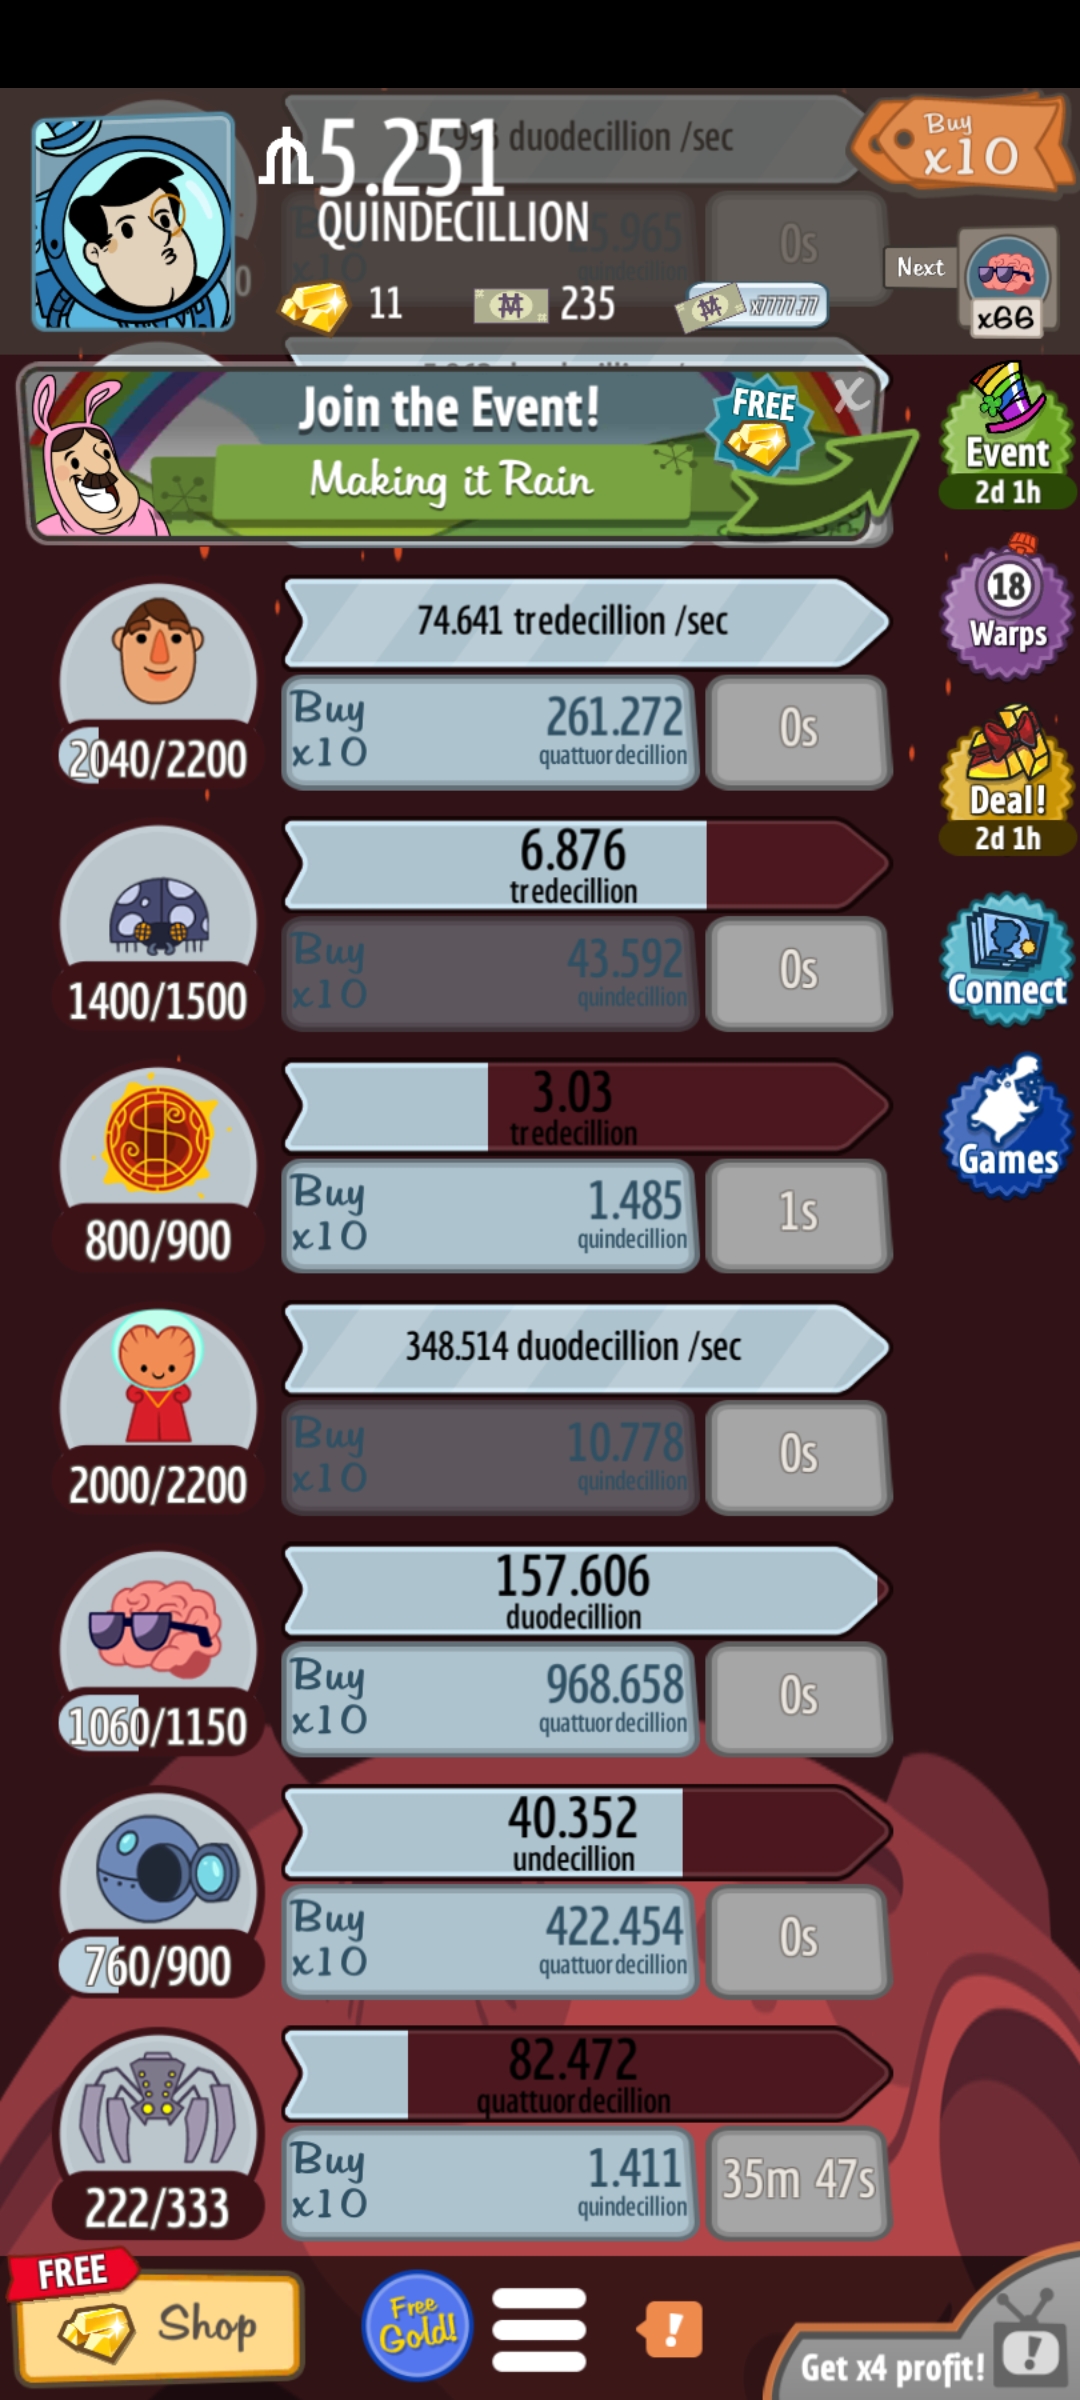 duodecillion /sec
5.251
QUINDECILLION
Buy
x10
25.965
quindecillion
0s
Buy
x10
11
235
x7777.77
Next
x66
Join the Event!
FREE
X
Making it Rain
Event
2d 1h
74.641 tredecillion /sec
Buy
x10
261.272
quattuordecillion
0s
2040/2200
18
Warps
6.876
tredecillion
Buy
x10
43.592
quindecillion
0s
1400/1500
Deal!
2d 1h
Connect
3.03
tredecillion
Buy
x10
1.485
quindecillion
1s
800/900
Games
348.514 duodecillion /sec
Buy
x10
10.778
quindecillion
0s
2000/2200
157.606
duodecillion
Buy
x10
968.658
quattuordecillion
0s
1060/1150
40.352
undecillion
Buy
x10
422.454
quattuordecillion
0s
760/900
82.472
quattuordecillion
Buy
x10
1.411
quindecillion
35m 47s
222/333
FREE
Shop
Free
Gold!
!
Get x4 profit!
!